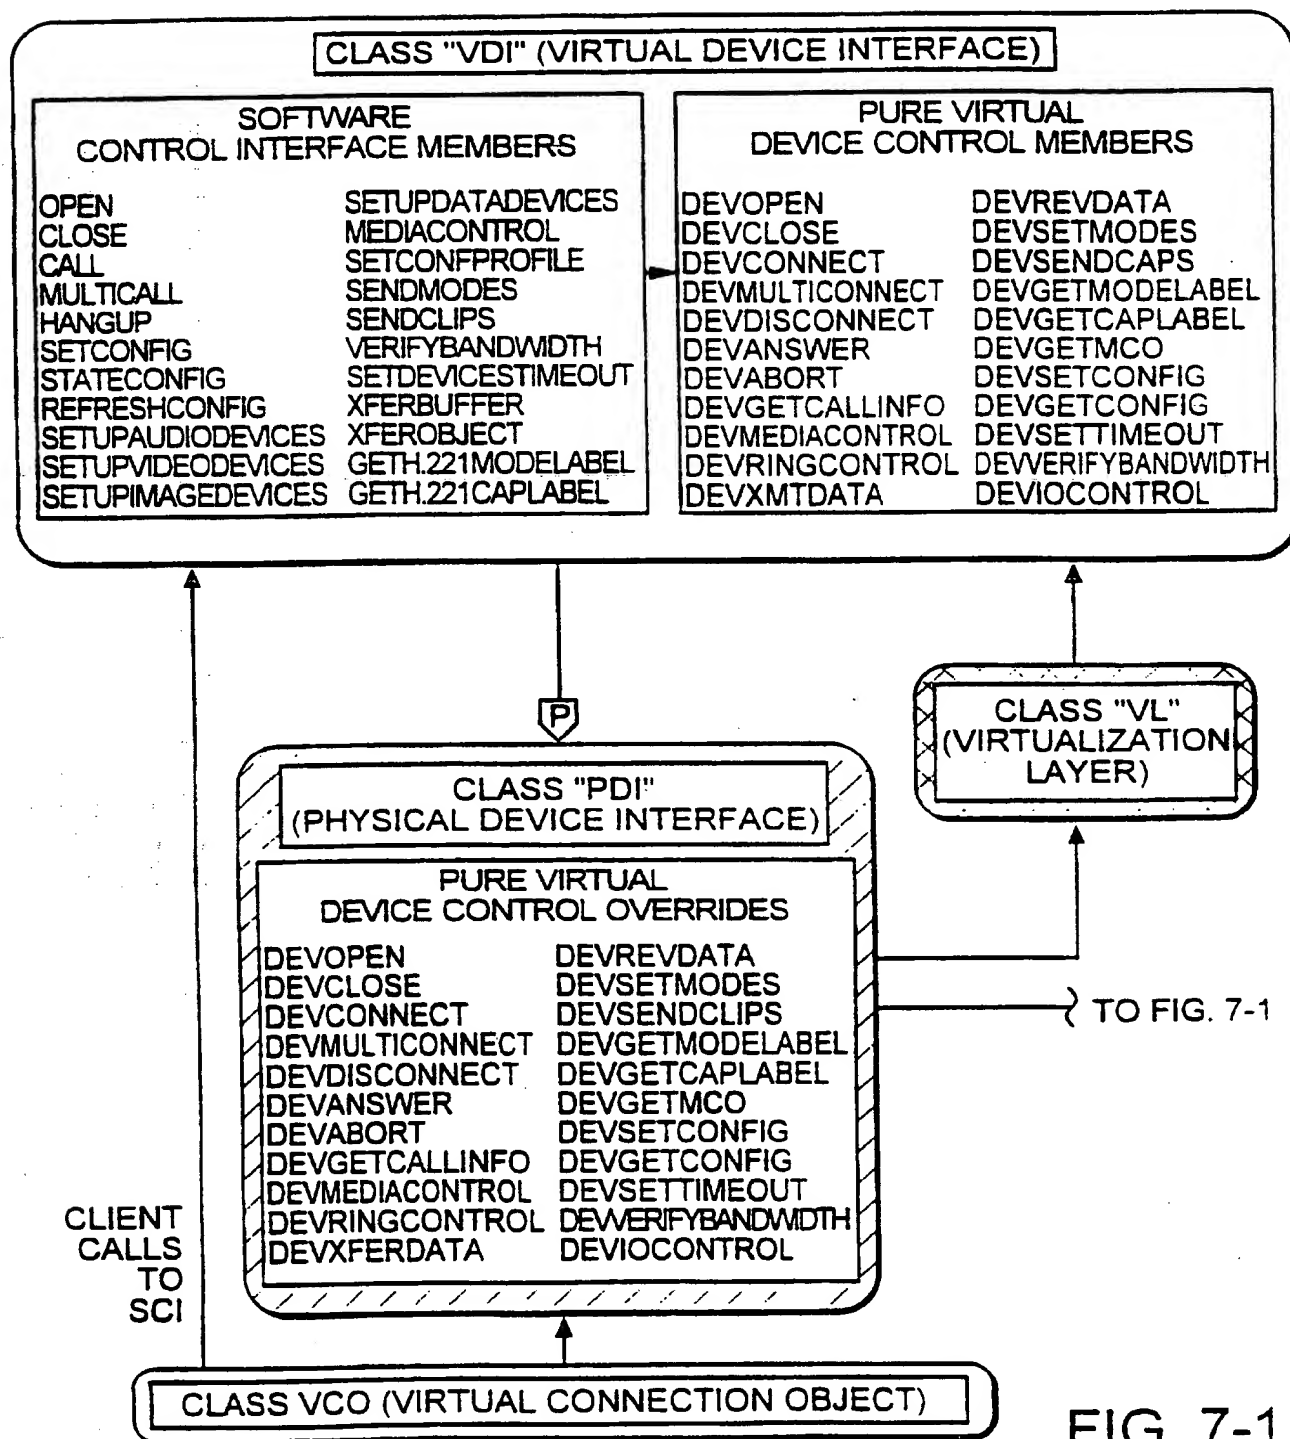 CLASS "VDI" (VIRTUAL DEVICE INTERFACE)
SOFTWARE
CONTROL INTERFACE MEMBERS
OPEN SETUPDATADEVICES
CLOSE MEDIACONTROL
CALL SETCONFPROFILE
MULTICALL SENDMODES
HANGUP SENDCLIPS
SETCONFIG VERIFYBANDWIDTH
STATECONFIG SETDEVICESTIMEOUT
REFRESHCONFIG XFERBUFFER
SETUPAUDIODEVICES XFEROBJECT
SETUPVIDEODEVICES GETH.221MODELABEL
SETUPIMAGEDEVICES GETH.221CAPLABEL
PURE VIRTUAL
DEVICE CONTROL MEMBERS
DEVOPEN DEVREVDATA
DEVCLOSE DEVSETMODES
DEVCONNECT DEVSENDCAPS
DEVMULTICONNECT DEVGETMODELABEL
DEVDISCONNECT DEVGETCAPLABEL
DEVANSWER DEVGETMCO
DEVABORT DEVSETCONFIG
DEVGETCALLINFO DEVGETCONFIG
DEVMEDIACONTROL DEVSETTIMEOUT
DEVRINGCONTROL DEVVERIFYBANDWIDTH
DEVXMTDATA DEVIOCONTROL
P
CLASS "VL"
(VIRTUALIZATION
LAYER)
CLASS "PDI"
(PHYSICAL DEVICE INTERFACE)
PURE VIRTUAL
DEVICE CONTROL OVERRIDES
DEVOPEN DEVREVDATA
DEVCLOSE DEVSETMODES
DEVCONNECT DEVSENDCLIPS
DEVMULTICONNECT DEVGETMODELABEL
DEVDISCONNECT DEVGETCAPLABEL
DEVANSWER DEVGETMCO
DEVABORT DEVSETCONFIG
DEVGETCALLINFO DEVGETCONFIG
DEVMEDIACONTROL DEVSETTIMEOUT
DEVRINGCONTROL DEVVERIFYBANDWIDTH
DEVXFERDATA DEVIOCONTROL
TO FIG. 7-1
CLIENT
CALLS
TO
SCI
CLASS VCO (VIRTUAL CONNECTION OBJECT)
FIG. 7-1